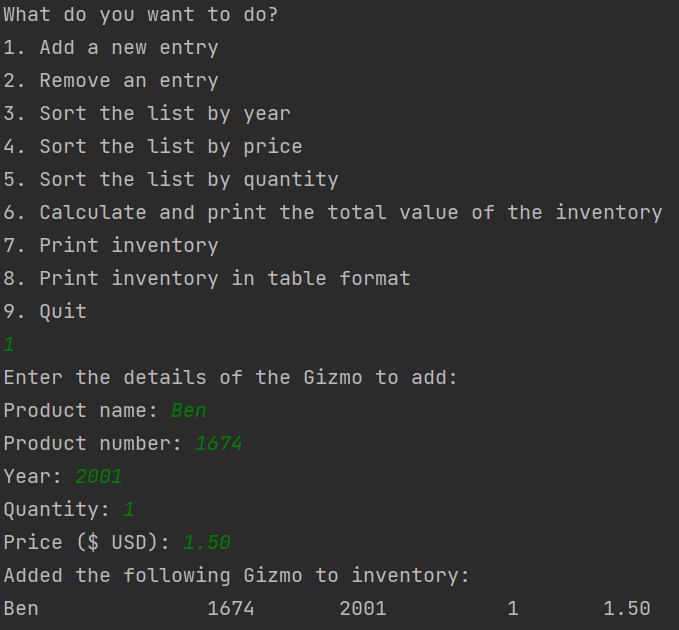 What do you want to do?
1. Add a new entry
2. Remove an entry
3. Sort the list by year
4. Sort the list by price
5. Sort the list by quantity
6. Calculate and print the total value of the inventory
7. Print inventory
8. Print inventory in table format
9. Quit
1
Enter the details of the Gizmo to add:
Product name: Ben
Product number: 1674
Year: 2001
Quantity: 1
Price ($ USD): 1.50
Added the following Gizmo to inventory:
Ben              1674       2001          1       1.50